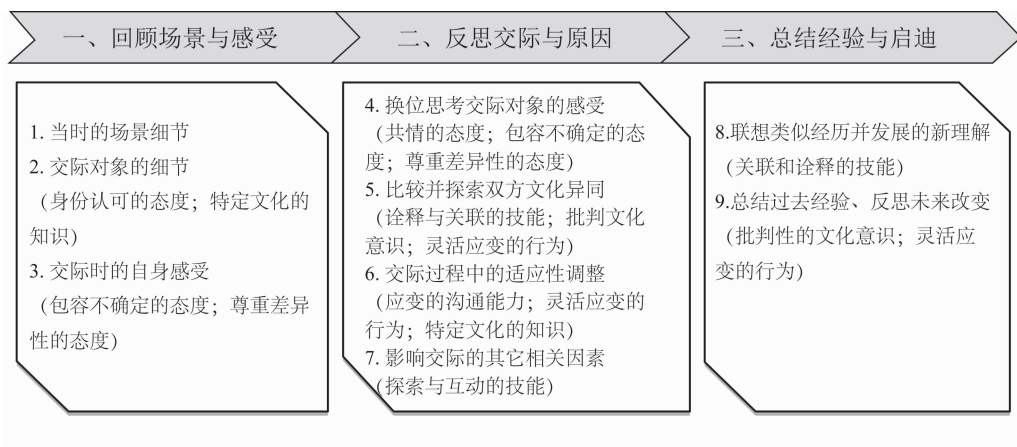 一、回顾场景与感受
二、反思交际与原因
三、总结经验与启迪
1. 当时的场景细节
2. 交际对象的细节
（身份认可的态度；特定文化的
知识）
3. 交际时的自身感受
（包容不确定的态度；尊重差异
性的态度）
4. 换位思考交际对象的感受
（共情的态度；包容不确定的态
度；尊重差异性的态度）
5. 比较并探索双方文化异同
（诠释与关联的技能；批判文化
意识；灵活应变的行为）
6. 交际过程中的适应性调整
（应变的沟通能力；灵活应变的
行为；特定文化的知识）
7. 影响交际的其它相关因素
（探索与互动的技能）
8.联想类似经历并发展的新理解
（关联和诠释的技能）
9.总结过去经验、反思未来改变
（批判性的文化意识；灵活应
变的行为）